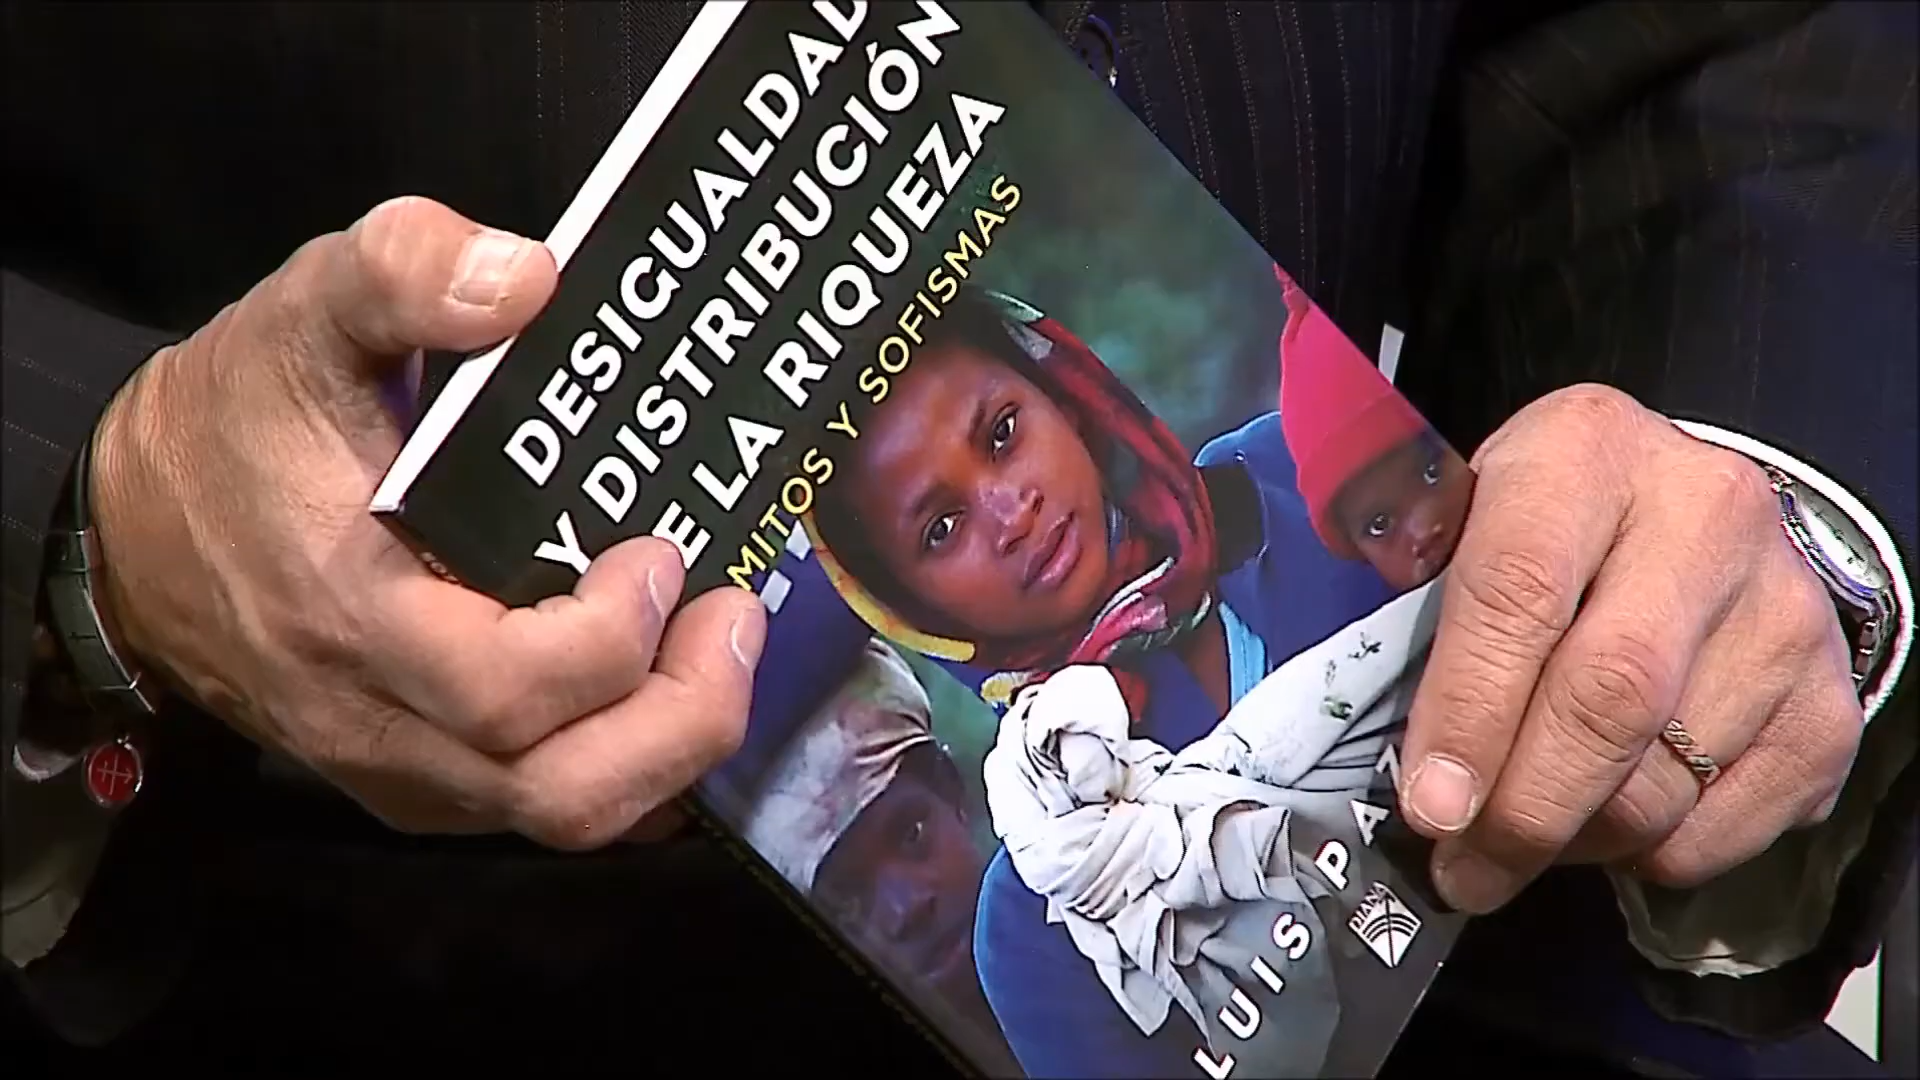 DESIGUALDAD
Y DISTRIBUCIÓN
E LA RIQUEZA
MITOS Y SOFISMAS
LUIS PAZ
DIANA